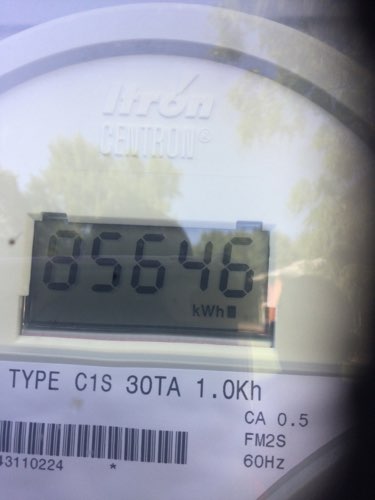 Itron
CENTRON®
85646
kWh
TYPE C1S 30TA 1.0Kh
CA 0.5
FM2S
43110224 *
60Hz